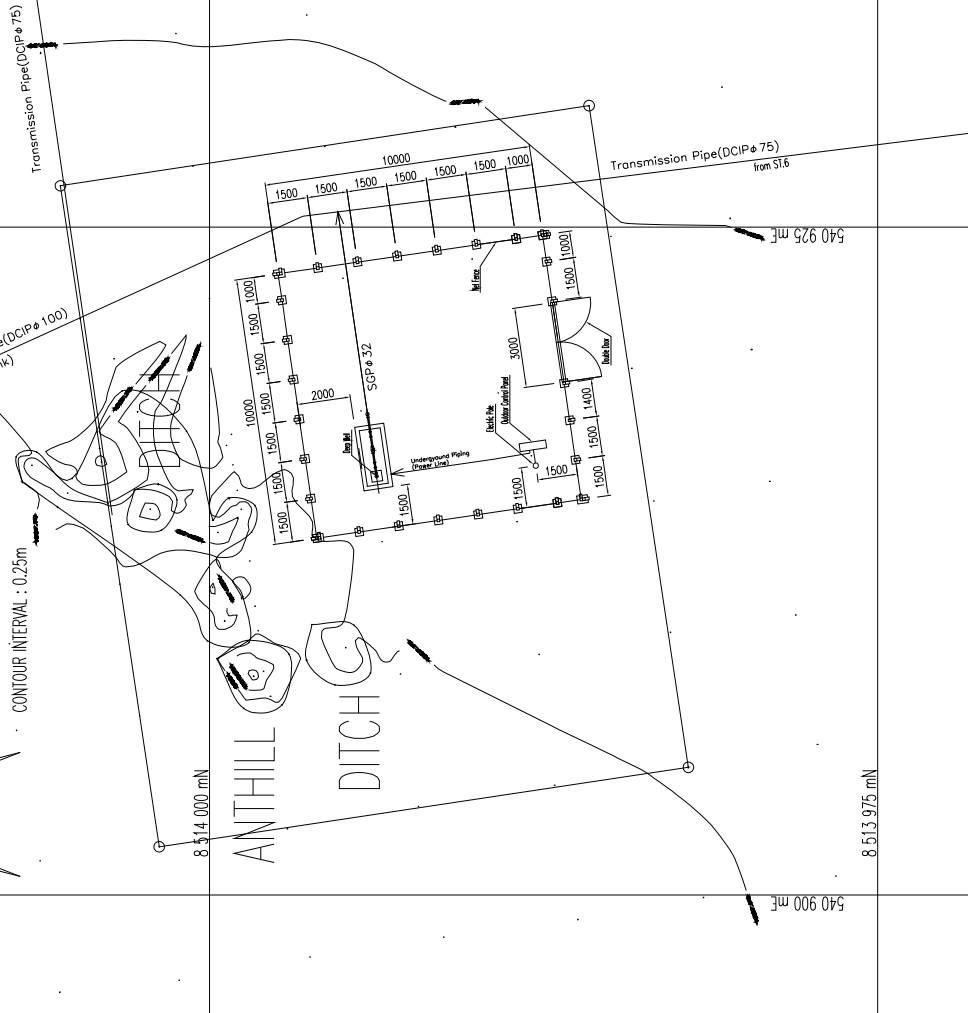 Transmission Pipe(DCIPφ75)
Transmission Pipe(DCIPφ75)
from ST.6
10000
1500
1500
1500
1500
1500
1500
1000
540 925 mE
1000
1500
3000
Double Door
1400
1500
1500
Net Fence
1000
1500
1500
1500
1500
1500
1500
10000
e(DCIPφ100)
nk)
SGPφ32
2000
Deep Well
Electric Pole
Outdoor Control Panel
Underground Piping
(Power Line)
1500
1500
1500
DITCH
CONTOUR INTERVAL : 0.25m
ANTHILL
DITCH
8 514 000 mN
8 513 975 mN
540 900 mE